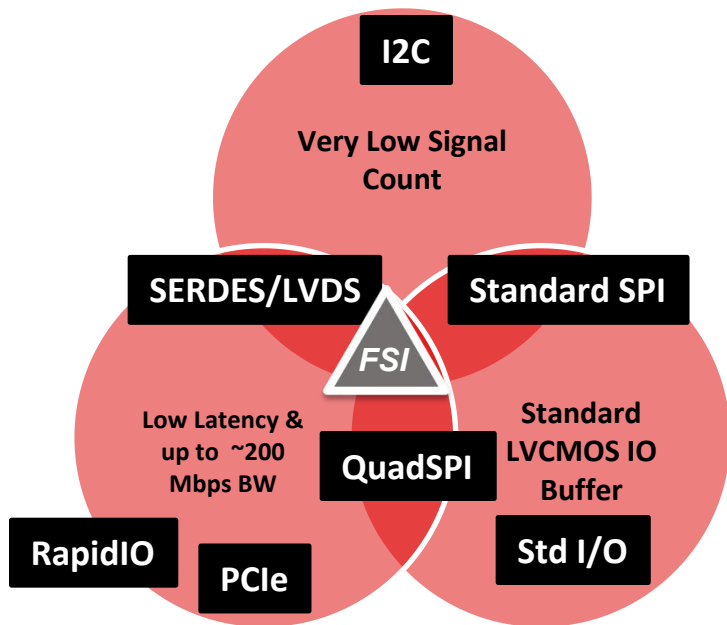 I2C
Very Low Signal
Count
SERDES/LVDS
Standard SPI
FSI
Low Latency &
up to ~200
Mbps BW
QuadSPI
Standard
LVCMOS IO
Buffer
RapidIO
PCIe
Std I/O